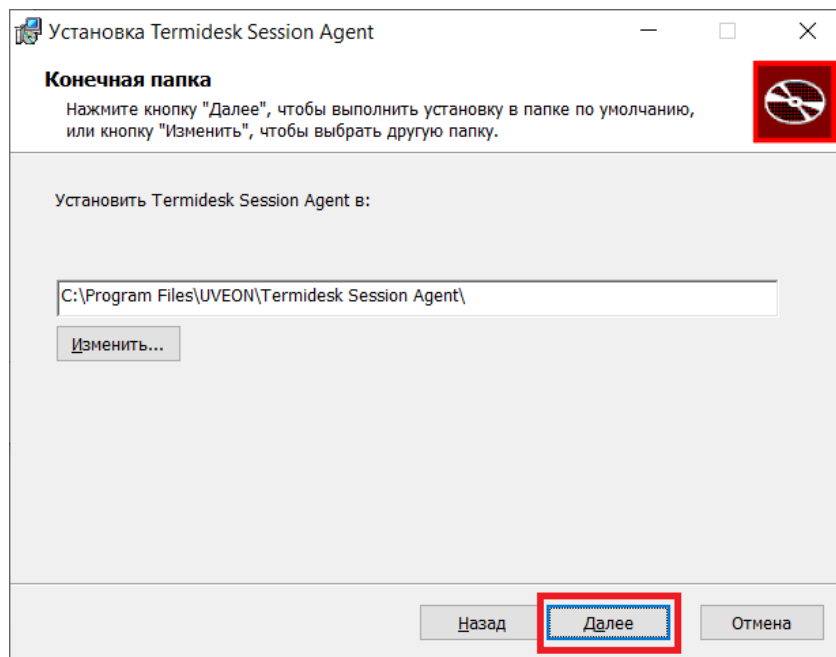 Установка Termidesk Session Agent
Конечная папка
Нажмите кнопку "Далее", чтобы выполнить установку в папке по умолчанию,
или кнопку "Изменить", чтобы выбрать другую папку.
Установить Termidesk Session Agent в:
C:\Program Files\UVEON\Termidesk Session Agent\
Изменить...
Назад Далее Отмена